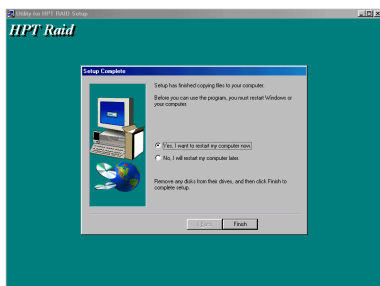 Utility for HPT RAID Setup
HPT Raid
Setup Complete
Setup has finished copying files to your computer.
Before you can use the program, you must restart Windows or
your computer.
Yes, I want to restart my computer now.
No, I will restart my computer later.
Remove any disks from their drives, and then click Finish to
complete setup.
Finish